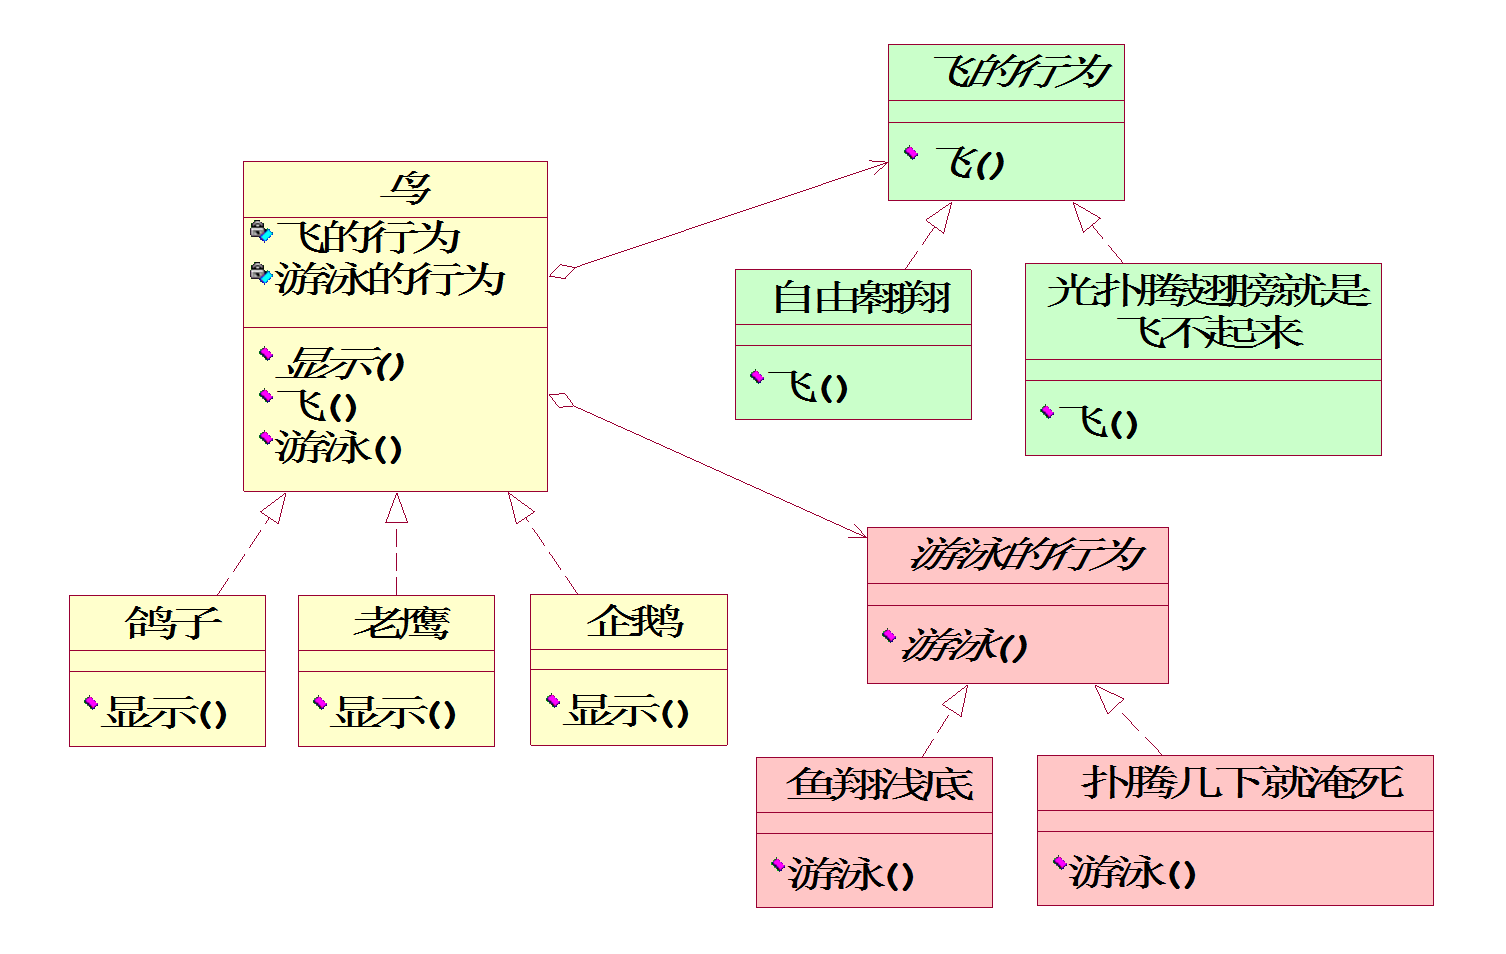 飞的行为
飞()
鸟
飞的行为
游泳的行为
显示()
飞()
游泳()
自由翱翔
飞()
光扑腾翅膀就是
飞不起来
飞()
游泳的行为
游泳()
鸽子
显示()
老鹰
显示()
企鹅
显示()
鱼翔浅底
游泳()
扑腾几下就淹死
游泳()